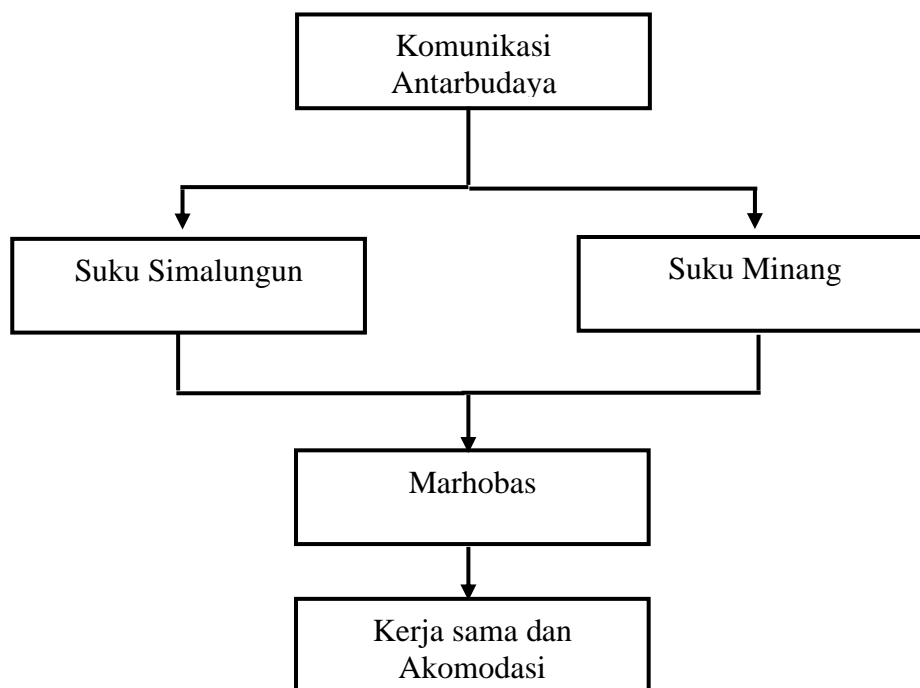 Komunikasi
Antarbudaya
Suku Simalungun
Suku Minang
Marhobas
Kerja sama dan
Akomodasi